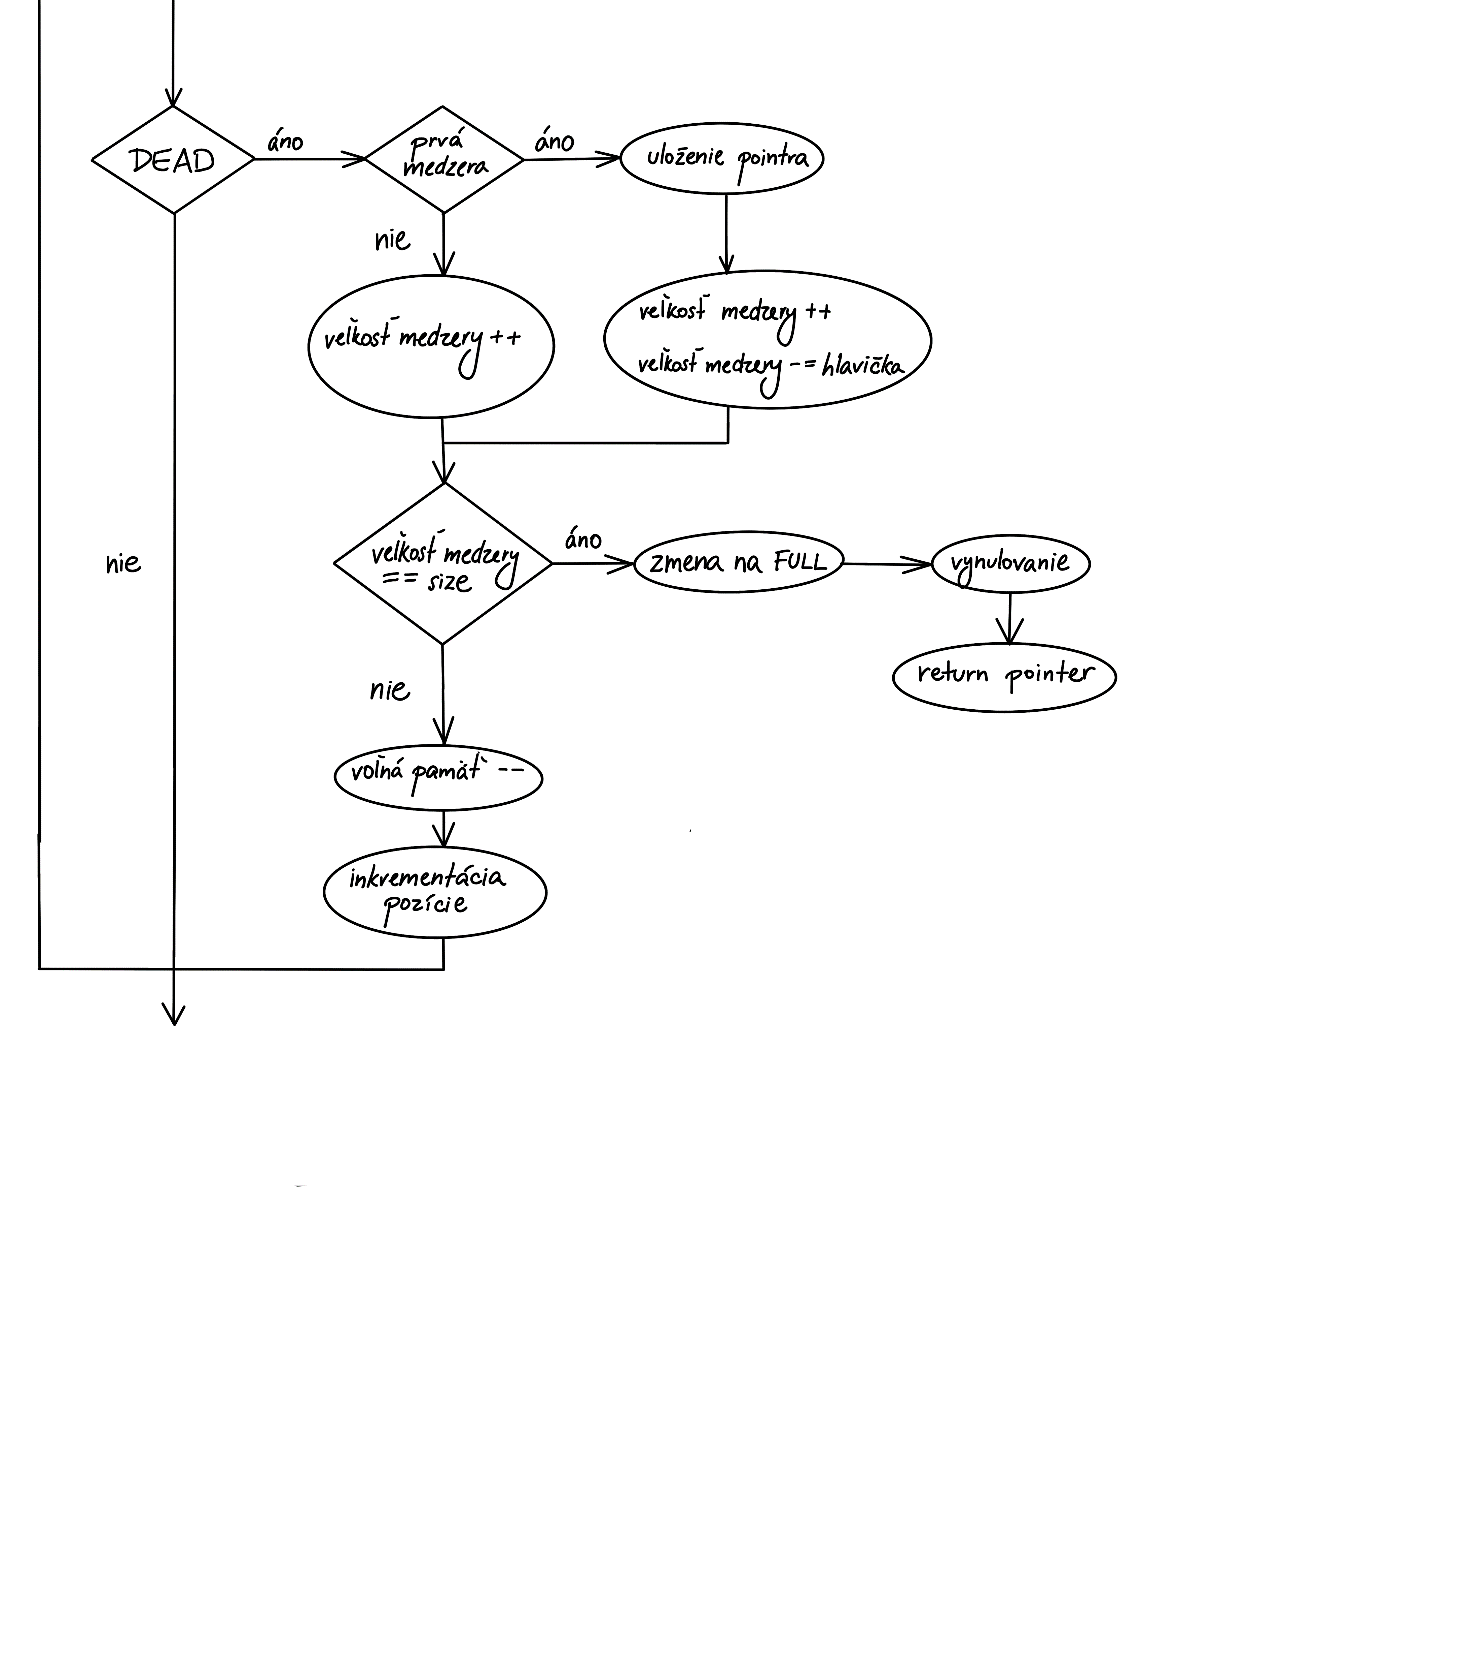 DEAD
áno
prvá
medzera
áno
uloženie pointra
nie
veľkosť medzery ++
veľkosť medzery ++
veľkosť medzery -= hlavička
nie
veľkosť medzery
== size
áno
zmena na FULL
vynulovanie
return pointer
nie
voľná pamäť --
inkrementácia
pozície